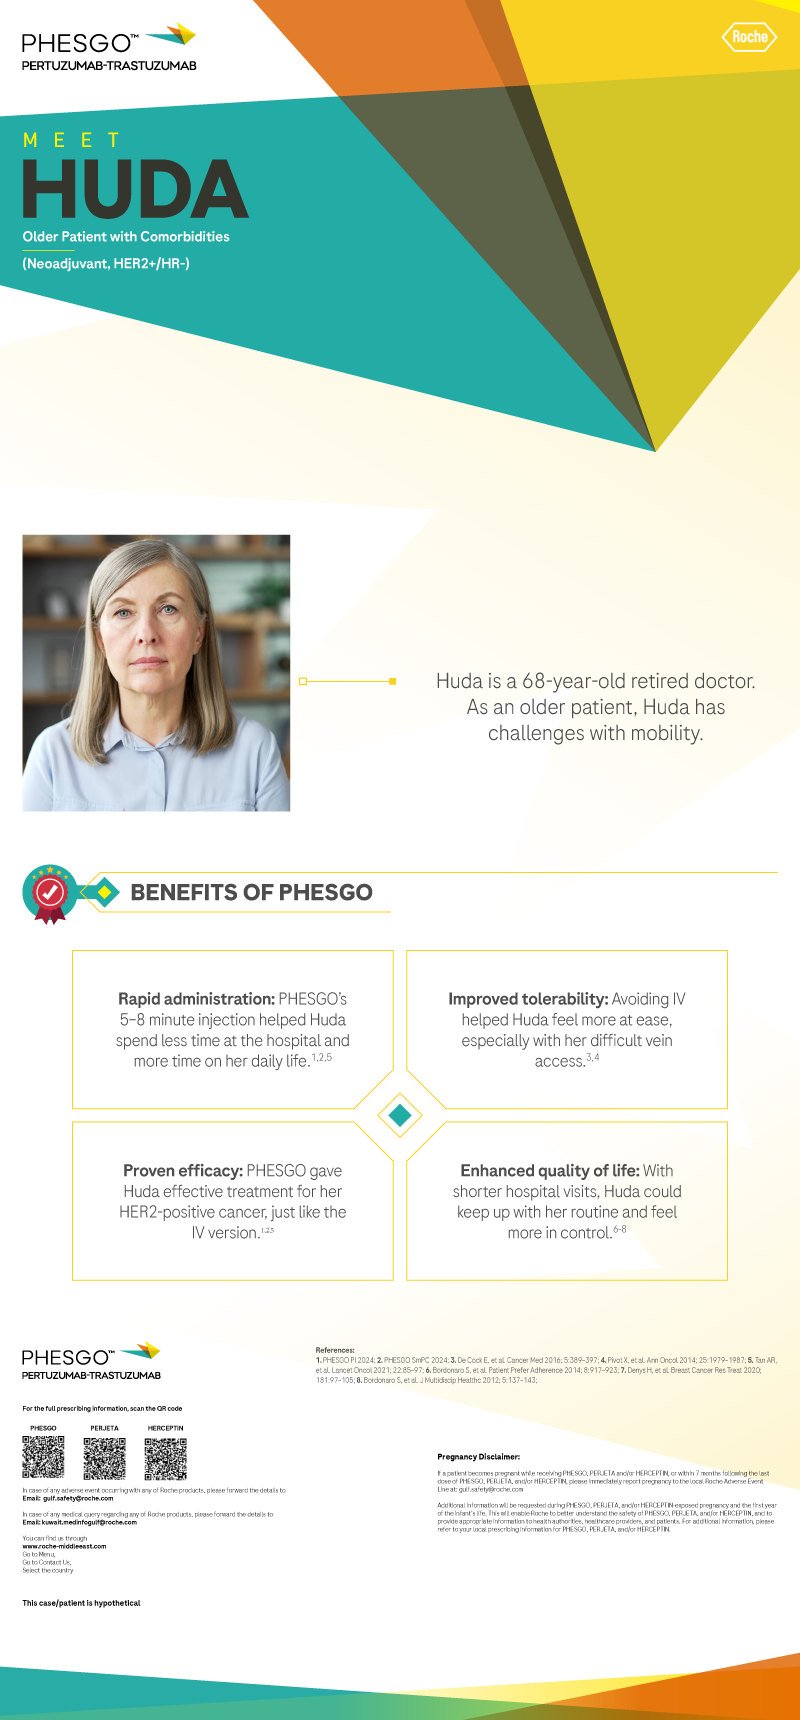 PHESGO™
PERTUZUMAB-TRASTUZUMAB
Roche
MEET
HUDA
Older Patient with Comorbidities
(Neoadjuvant, HER2+/HR-)
Huda is a 68-year-old retired doctor.
As an older patient, Huda has
challenges with mobility.
BENEFITS OF PHESGO
Rapid administration: PHESGO's
5-8 minute injection helped Huda
spend less time at the hospital and
more time on her daily life.1,2,5
Improved tolerability: Avoiding IV
helped Huda feel more at ease,
especially with her difficult vein
access.3,4
Proven efficacy: PHESGO gave
Huda effective treatment for her
HER2-positive cancer, just like the
IV version.1,2,5
Enhanced quality of life: With
shorter hospital visits, Huda could
keep up with her routine and feel
more in control.6-8
PHESGO™
PERTUZUMAB-TRASTUZUMAB
References:
1. PHESGO PI 2024; 2. PHESGO SmPC 2024; 3. De Cock E, et al. Cancer Med 2016; 5:389-397; 4. Pivot X, et al. Ann Oncol 2014; 25:1979-1987; 5. Tan AR,
et al. Lancet Oncol 2021; 22:85-97; 6. Bordonaro S, et al. Patient Prefer Adherence 2014; 8:917-923; 7. Denys H, et al. Breast Cancer Res Treat 2020;
181:97-105; 8. Bordonaro S, et al. J Multidiscip Healthc 2012; 5:137-143;
For the full prescribing information, scan the QR code
PHESGO PERJETA HERCEPTIN
In case of any adverse event occurring with any of Roche products, please forward the details to
Email: gulf.safety@roche.com
In case of any medical query regarding any of Roche products, please forward the details to
Email: kuwait.medinfogulf@roche.com
You can find us through
www.roche-middleeast.com
Go to Menu,
Go to Contact Us,
Select the country
This case/patient is hypothetical
Pregnancy Disclaimer:
If a patient becomes pregnant while receiving PHESGO, PERJETA and/or HERCEPTIN, or within 7 months following the last
dose of PHESGO, PERJETA, and/or HERCEPTIN, please immediately report pregnancy to the local Roche Adverse Event
Line at: gulf.safety@roche.com
Additional information will be requested during PHESGO, PERJETA, and/or HERCEPTIN-exposed pregnancy and the first year
of the infant's life. This will enable Roche to better understand the safety of PHESGO, PERJETA, and/or HERCEPTIN, and to
provide appropriate information to health authorities, healthcare providers, and patients. For additional information, please
refer to your local prescribing information for PHESGO, PERJETA, and/or HERCEPTIN.